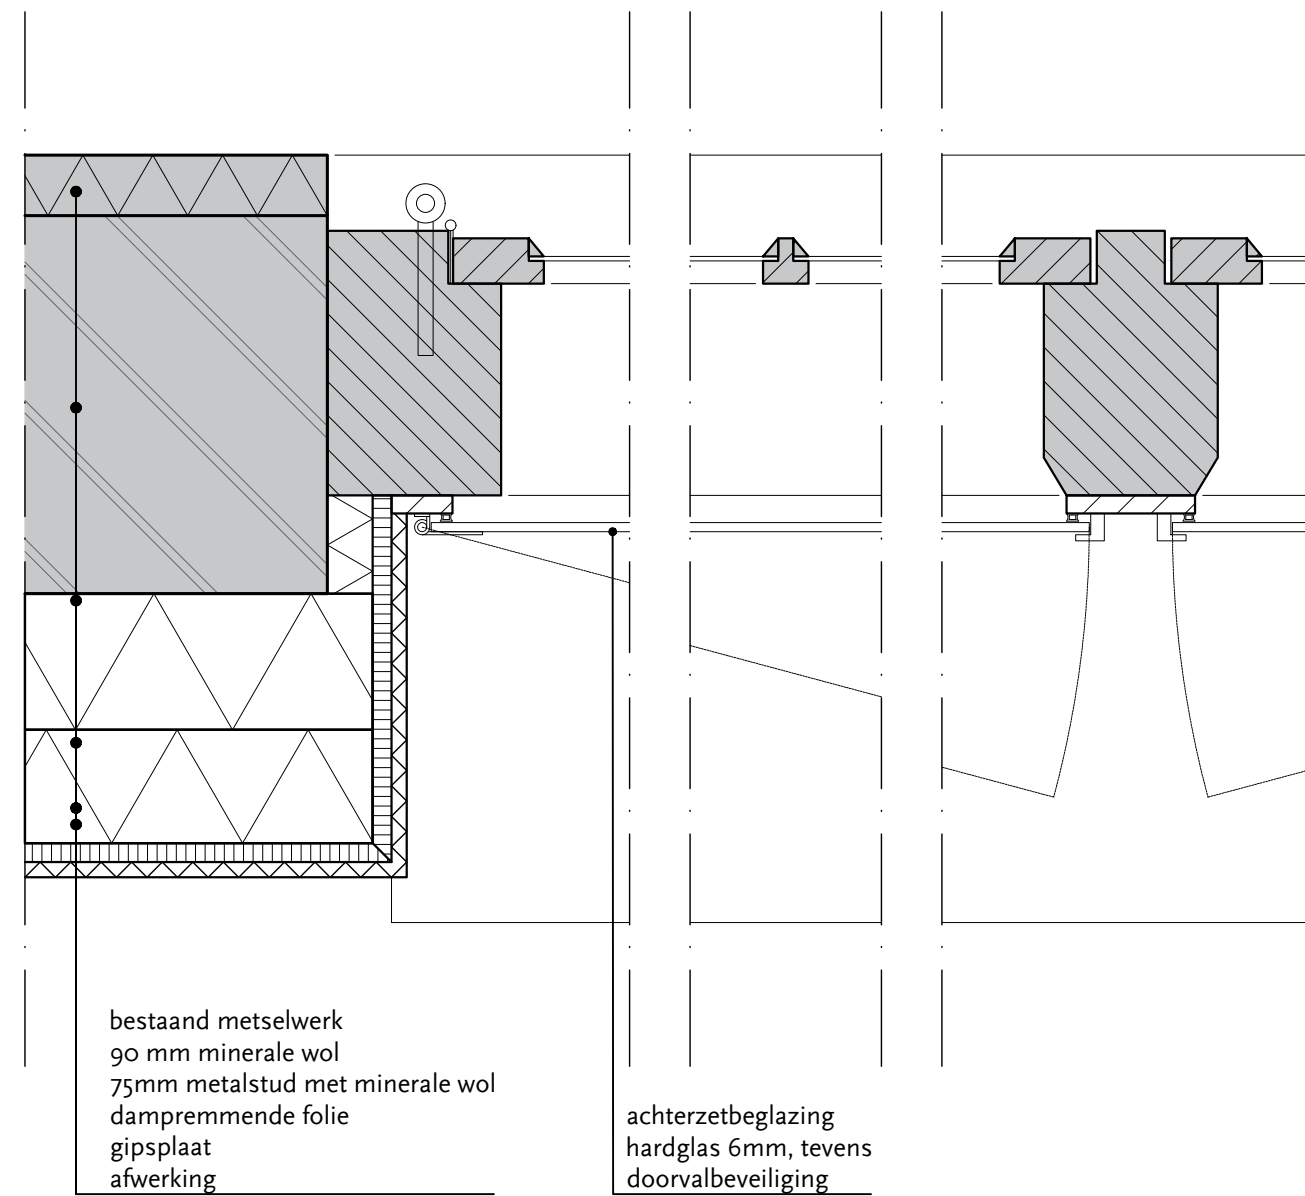 bestaand metselwerk
90 mm minerale wol
75mm metalstud met minerale wol
dampremmende folie
gipsplaat
afwerking
achterzetbeglazing
hardglas 6mm, tevens
doorvalbeveiliging